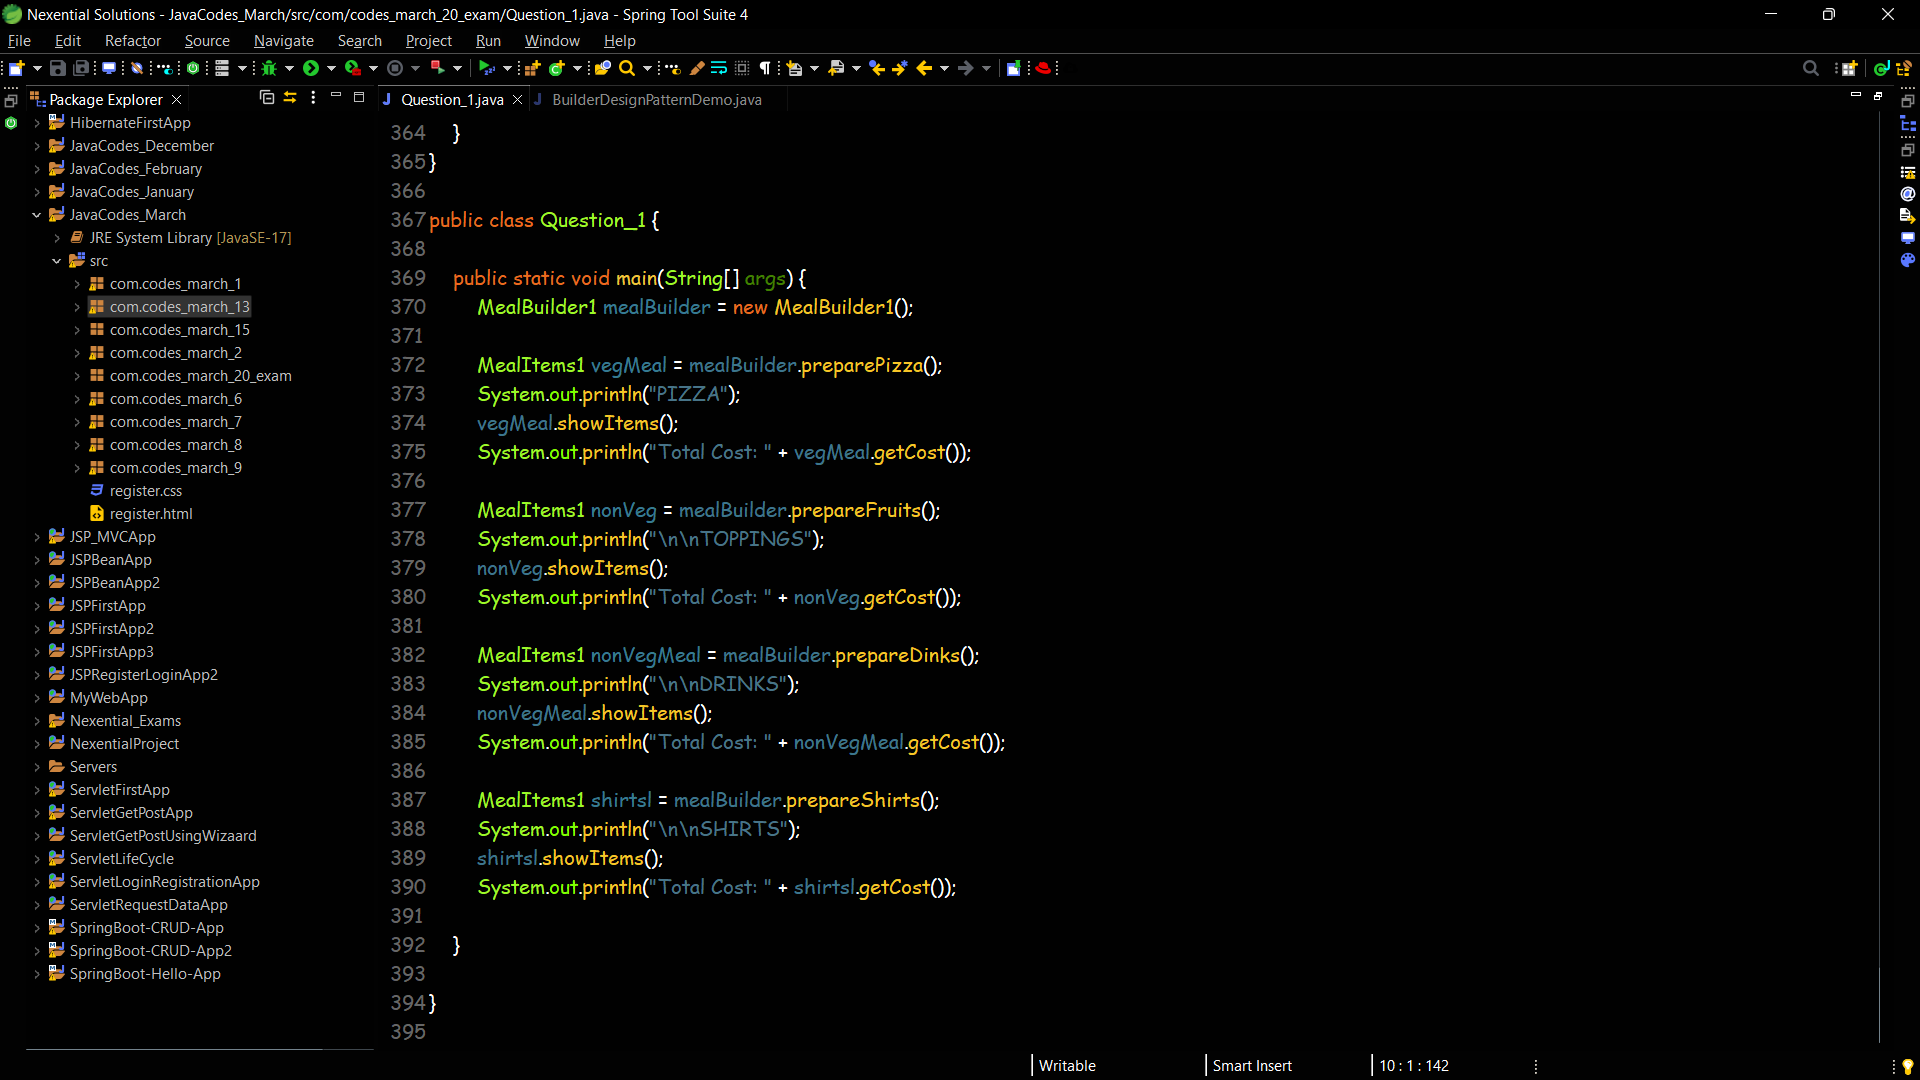 Nexential Solutions - JavaCodes_March/src/com/codes_march_20_exam/Question_1.java - Spring Tool Suite 4
File Edit Refactor Source Navigate Search Project Run Window Help
Package Explorer
HibernateFirstApp
JavaCodes_December
JavaCodes_February
JavaCodes_January
JavaCodes_March
JRE System Library [JavaSE-17]
src
com.codes_march_1
com.codes_march_13
com.codes_march_15
com.codes_march_2
com.codes_march_20_exam
com.codes_march_6
com.codes_march_7
com.codes_march_8
com.codes_march_9
register.css
register.html
JSP_MVCApp
JSPBeanApp
JSPBeanApp2
JSPFirstApp
JSPFirstApp2
JSPFirstApp3
JSPRegisterLoginApp2
MyWebApp
Nexential_Exams
NexentialProject
Servers
ServletFirstApp
ServletGetPostApp
ServletGetPostUsingWizaard
ServletLifeCycle
ServletLoginRegistrationApp
ServletRequestDataApp
SpringBoot-CRUD-App
SpringBoot-CRUD-App2
SpringBoot-Hello-App
Question_1.java BuilderDesignPatternDemo.java
364 }
365 }
366
367 public class Question_1 {
368
369 public static void main(String[] args) {
370 MealBuilder1 mealBuilder = new MealBuilder1();
371
372 MealItems1 vegMeal = mealBuilder.preparePizza();
373 System.out.println("PIZZA");
374 vegMeal.showItems();
375 System.out.println("Total Cost: " + vegMeal.getCost());
376
377 MealItems1 nonVeg = mealBuilder.prepareFruits();
378 System.out.println("\n\nTOPPINGS");
379 nonVeg.showItems();
380 System.out.println("Total Cost: " + nonVeg.getCost());
381
382 MealItems1 nonVegMeal = mealBuilder.prepareDinks();
383 System.out.println("\n\nDRINKS");
384 nonVegMeal.showItems();
385 System.out.println("Total Cost: " + nonVegMeal.getCost());
386
387 MealItems1 shirtsl = mealBuilder.prepareShirts();
388 System.out.println("\n\nSHIRTS");
389 shirtsl.showItems();
390 System.out.println("Total Cost: " + shirtsl.getCost());
391
392 }
393
394 }
395
Writable Smart Insert 10 : 1 : 142